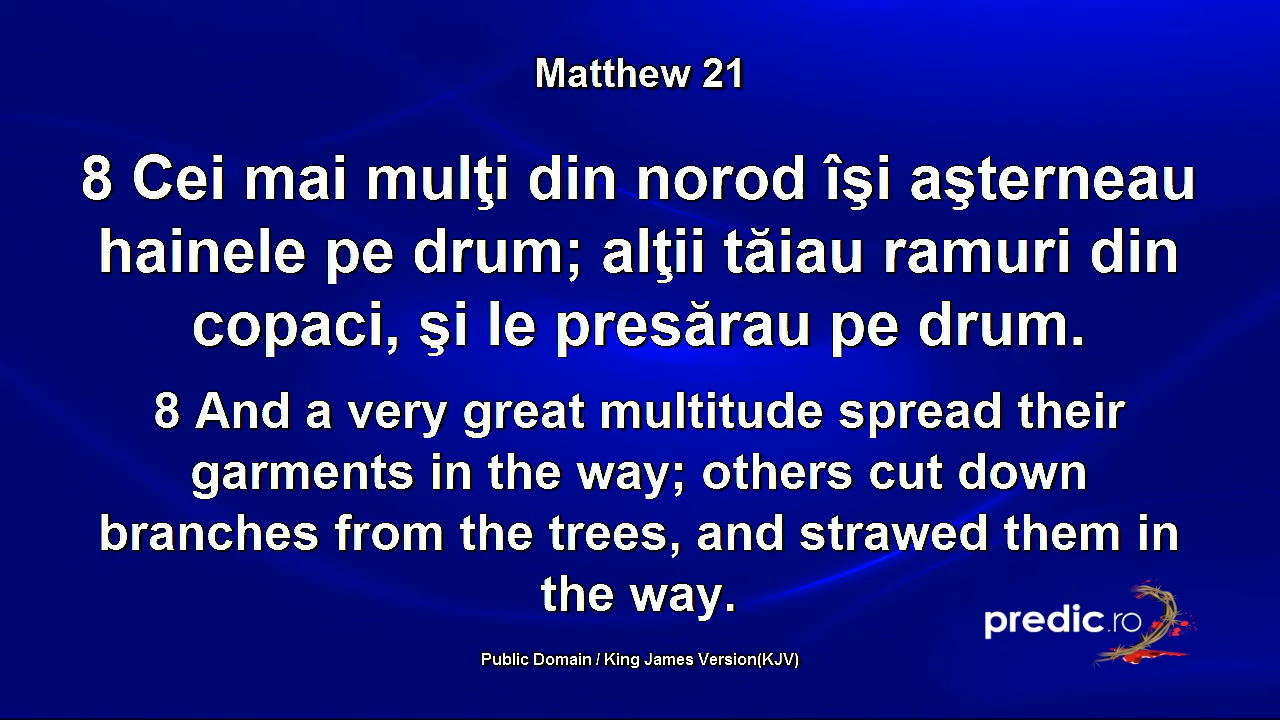 Matthew 21
8 Cei mai mulţi din norod îşi aşterneau
hainele pe drum; alţii tăiau ramuri din
copaci, şi le presărau pe drum.
8 And a very great multitude spread their
garments in the way; others cut down
branches from the trees, and strawed them in
the way.
predic.ro
Public Domain / King James Version(KJV)